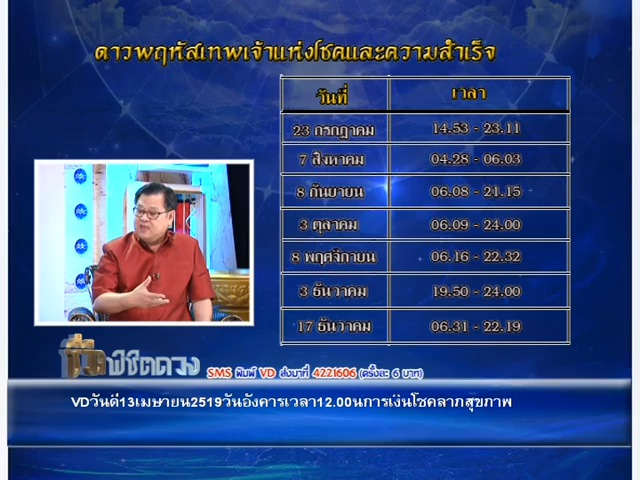 ดาวพฤหัสเทพเจ้าแห่งโชคและความสำเร็จ
วันที่ เวลา
23 กรกฎาคม 14.53 - 23.11
7 สิงหาคม 04.28 - 06.03
8 กันยายน 06.08 - 21.15
3 ตุลาคม 06.09 - 24.00
8 พฤศจิกายน 06.16 - 22.32
3 ธันวาคม 19.50 - 24.00
17 ธันวาคม 06.31 - 22.19
พิชิตดวง
SMS พิมพ์ VD ส่งมาที่ 4221606 (ครั้งละ 6 บาท)
VDวันดี13เมษายน2519วันอังคารเวลา12.00นการเงินโชคลาภสุขภาพ